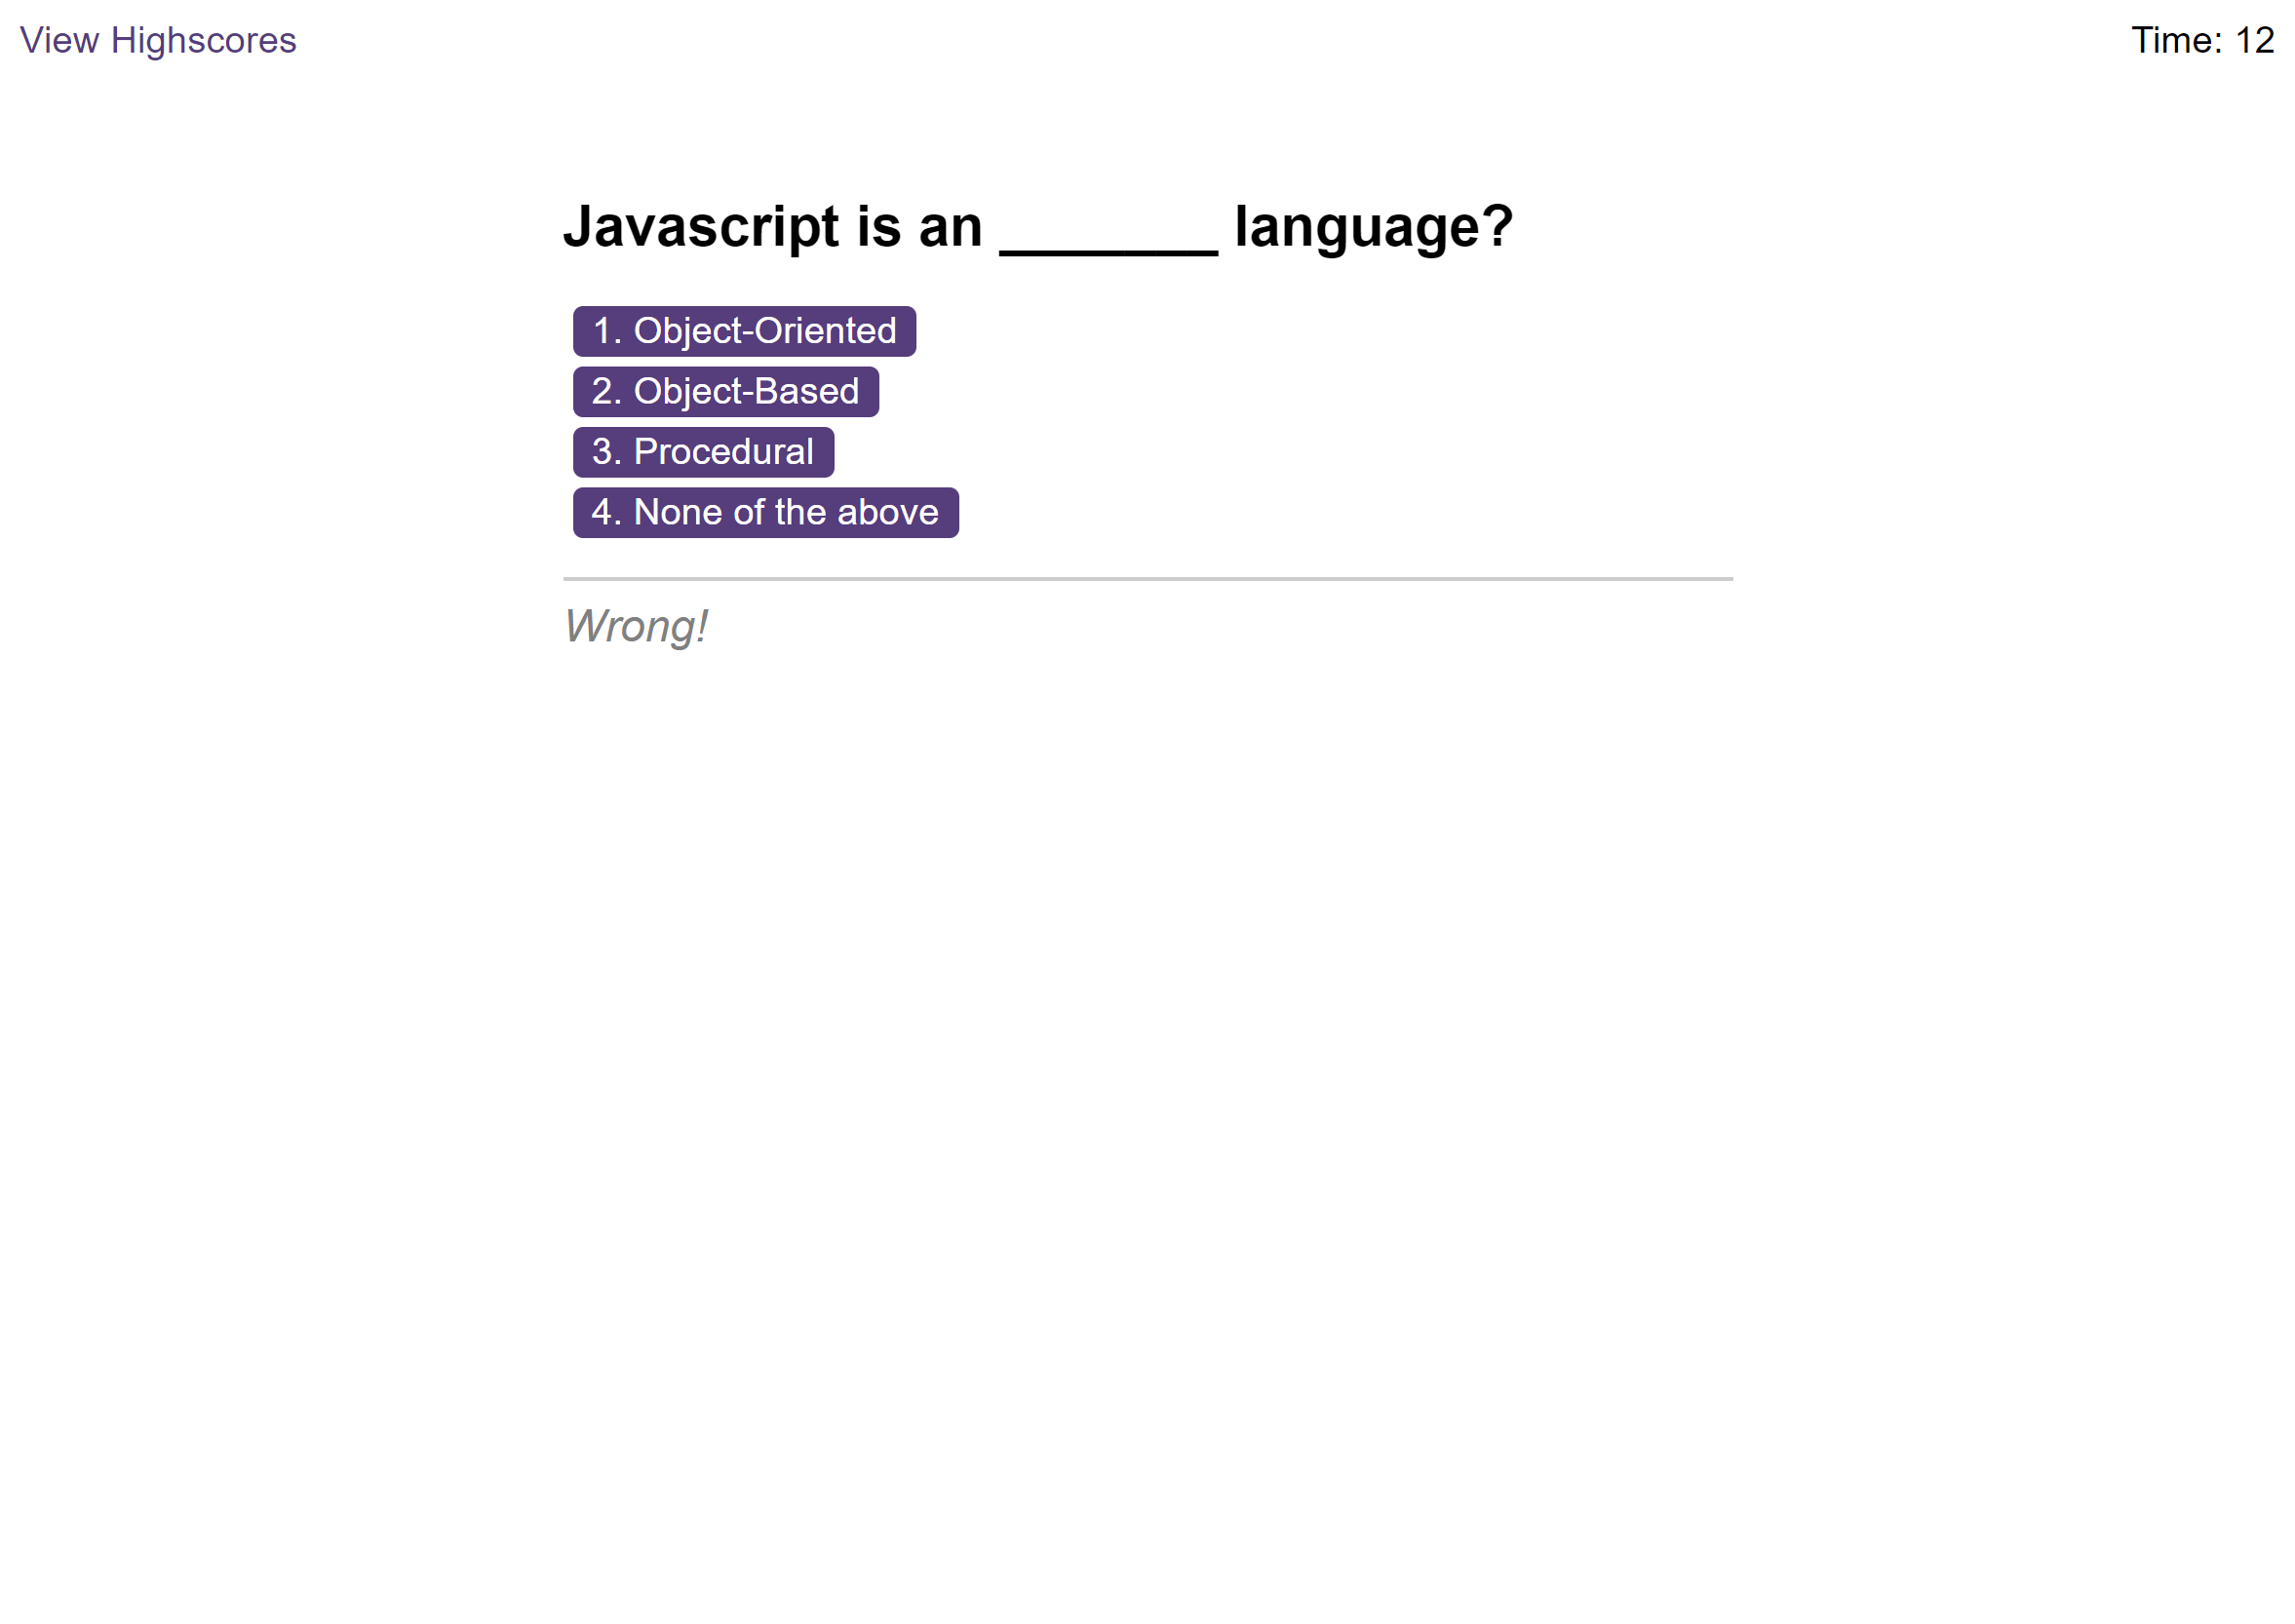 View Highscores
Time: 12
Javascript is an _______ language?
1. Object-Oriented
2. Object-Based
3. Procedural
4. None of the above
Wrong!